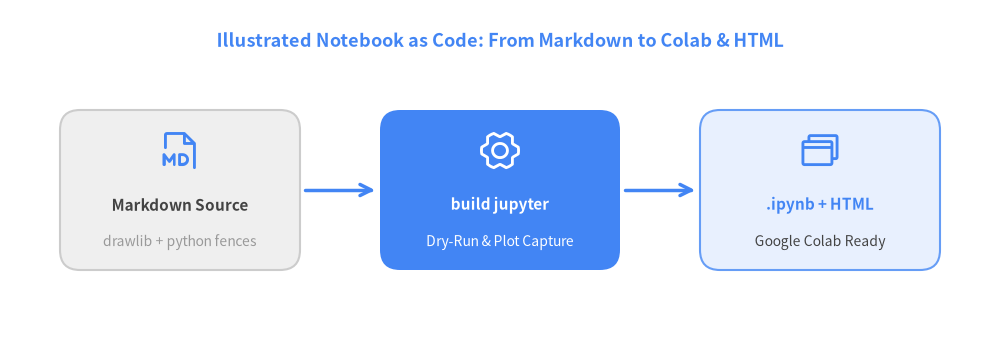 Illustrated Notebook as Code: From Markdown to Colab & HTML
MD
Markdown Source
drawlib + python fences
build jupyter
Dry-Run & Plot Capture
.ipynb + HTML
Google Colab Ready